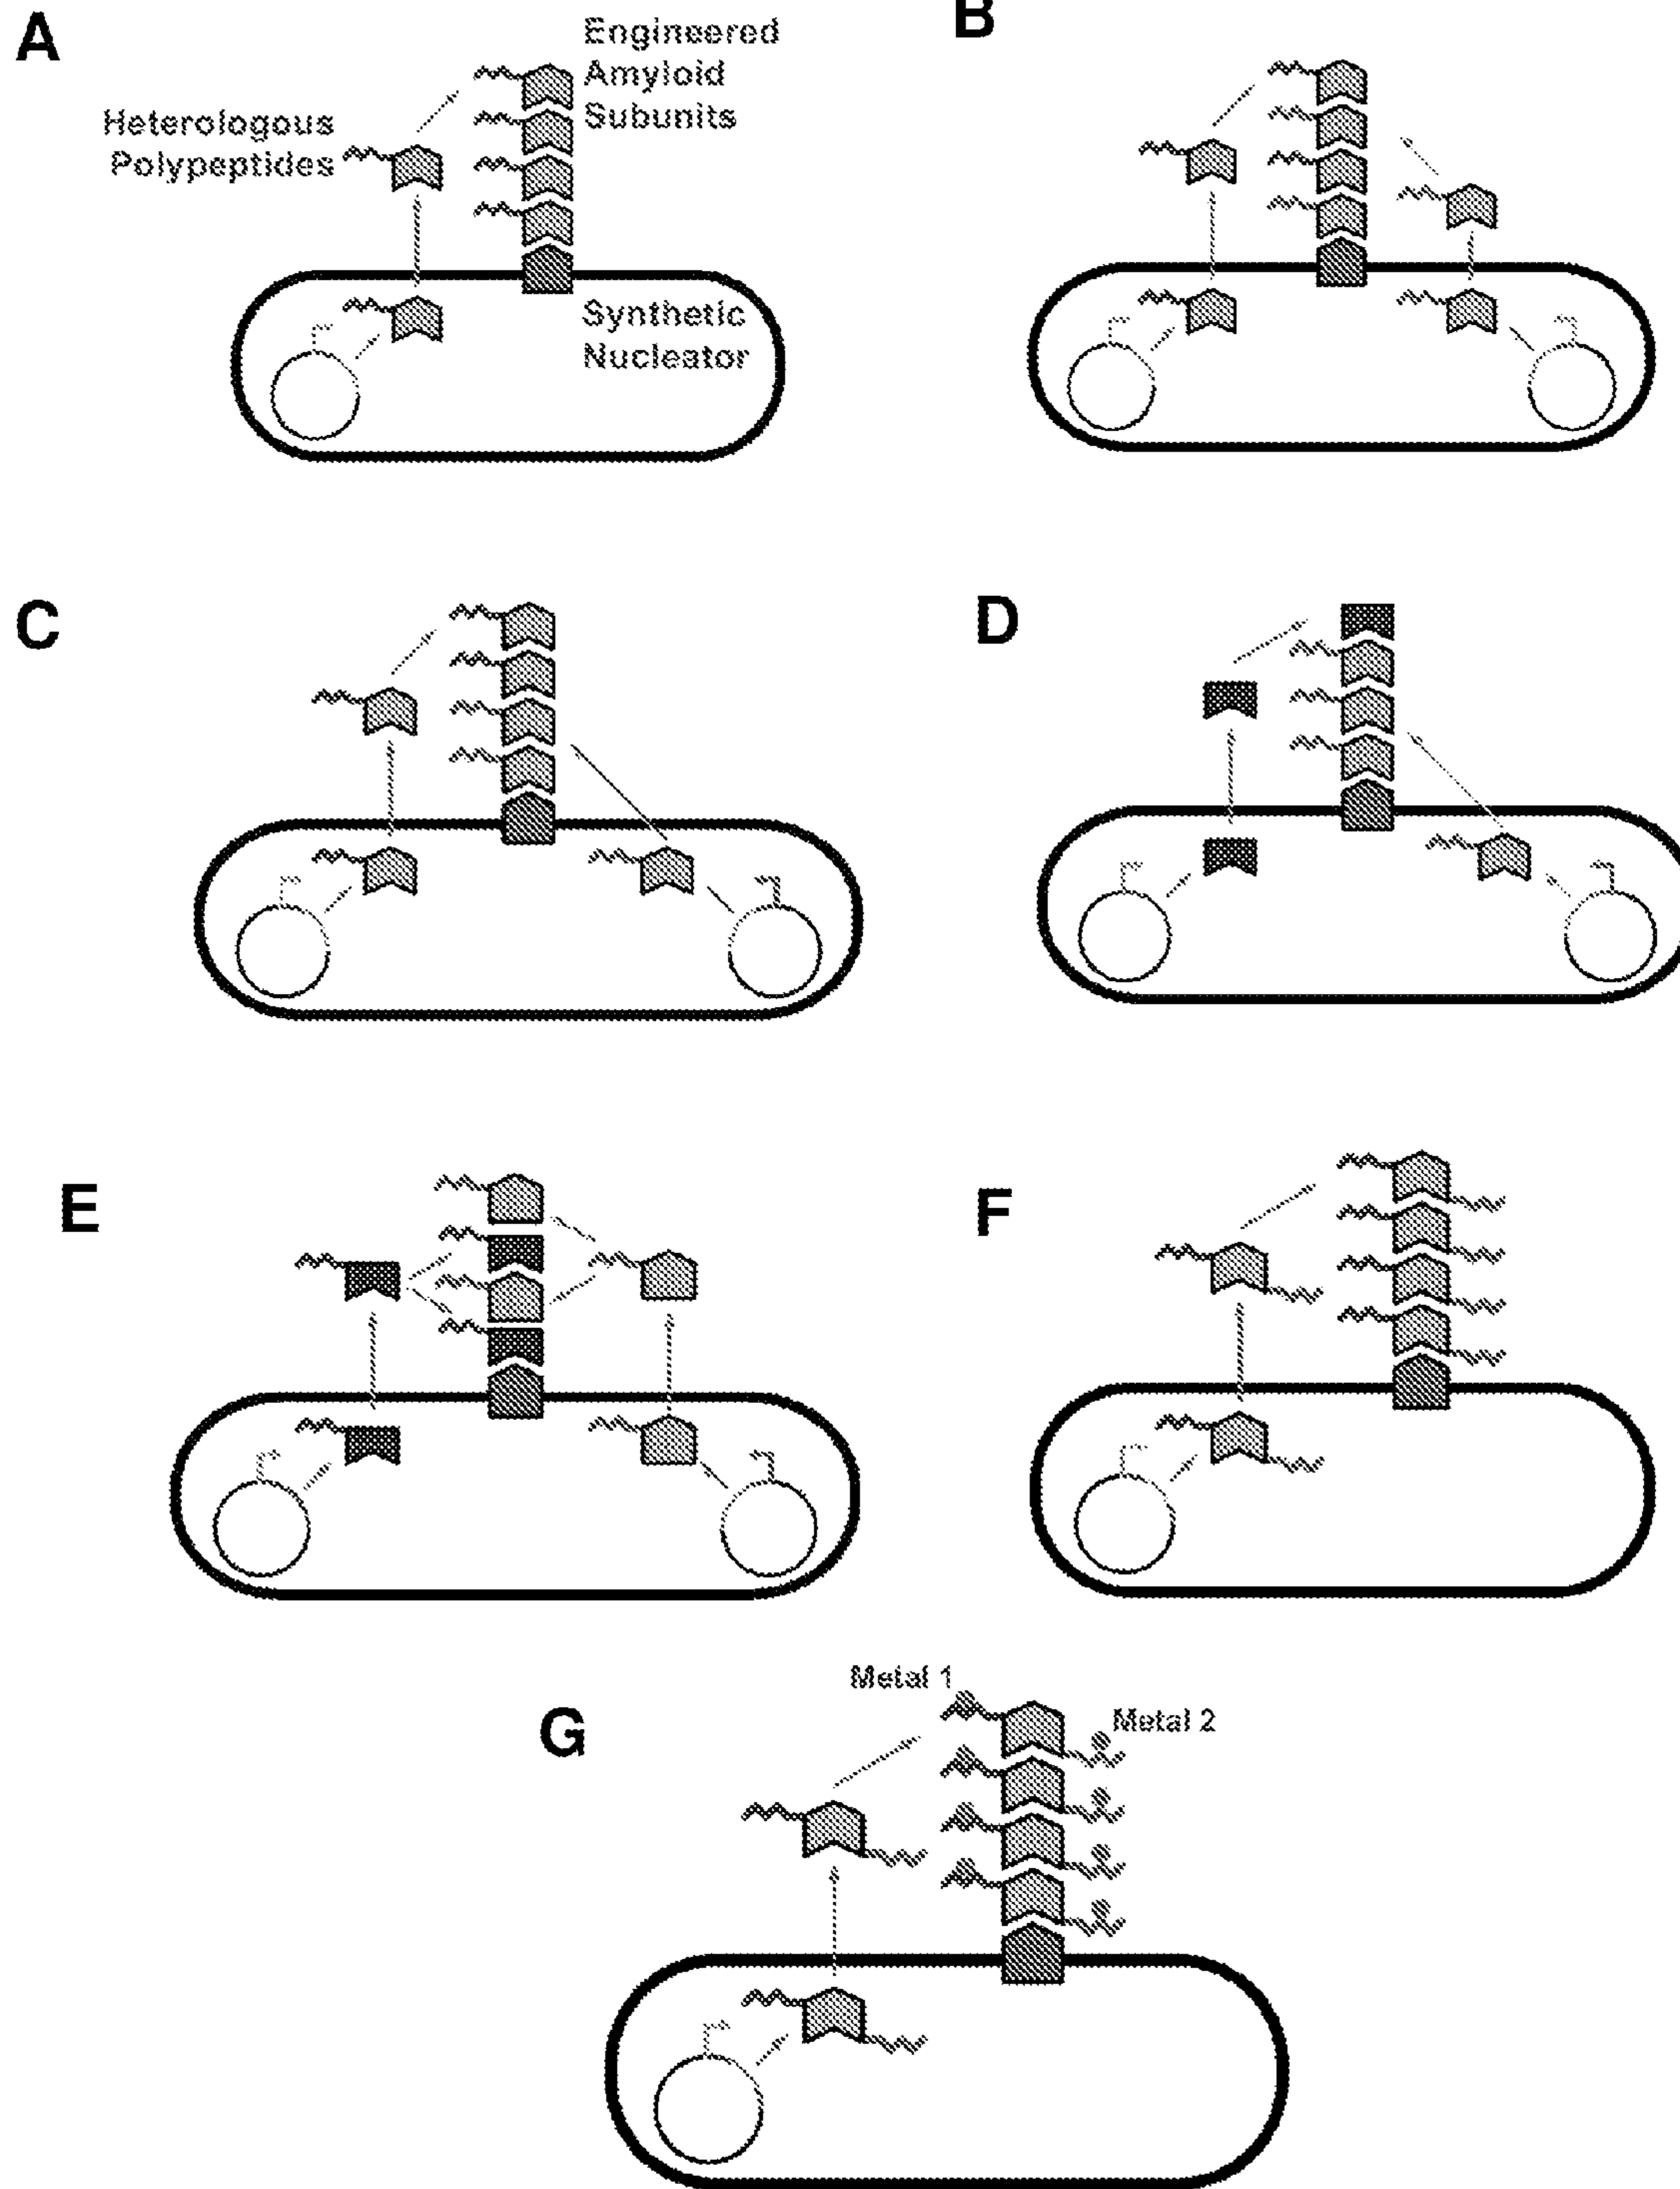 A
Engineered
Amyloid
Subunits
Heterologous
Polypeptides
Synthetic
Nucleator
B
C
D
E
F
G
Metal 1
Metal 2